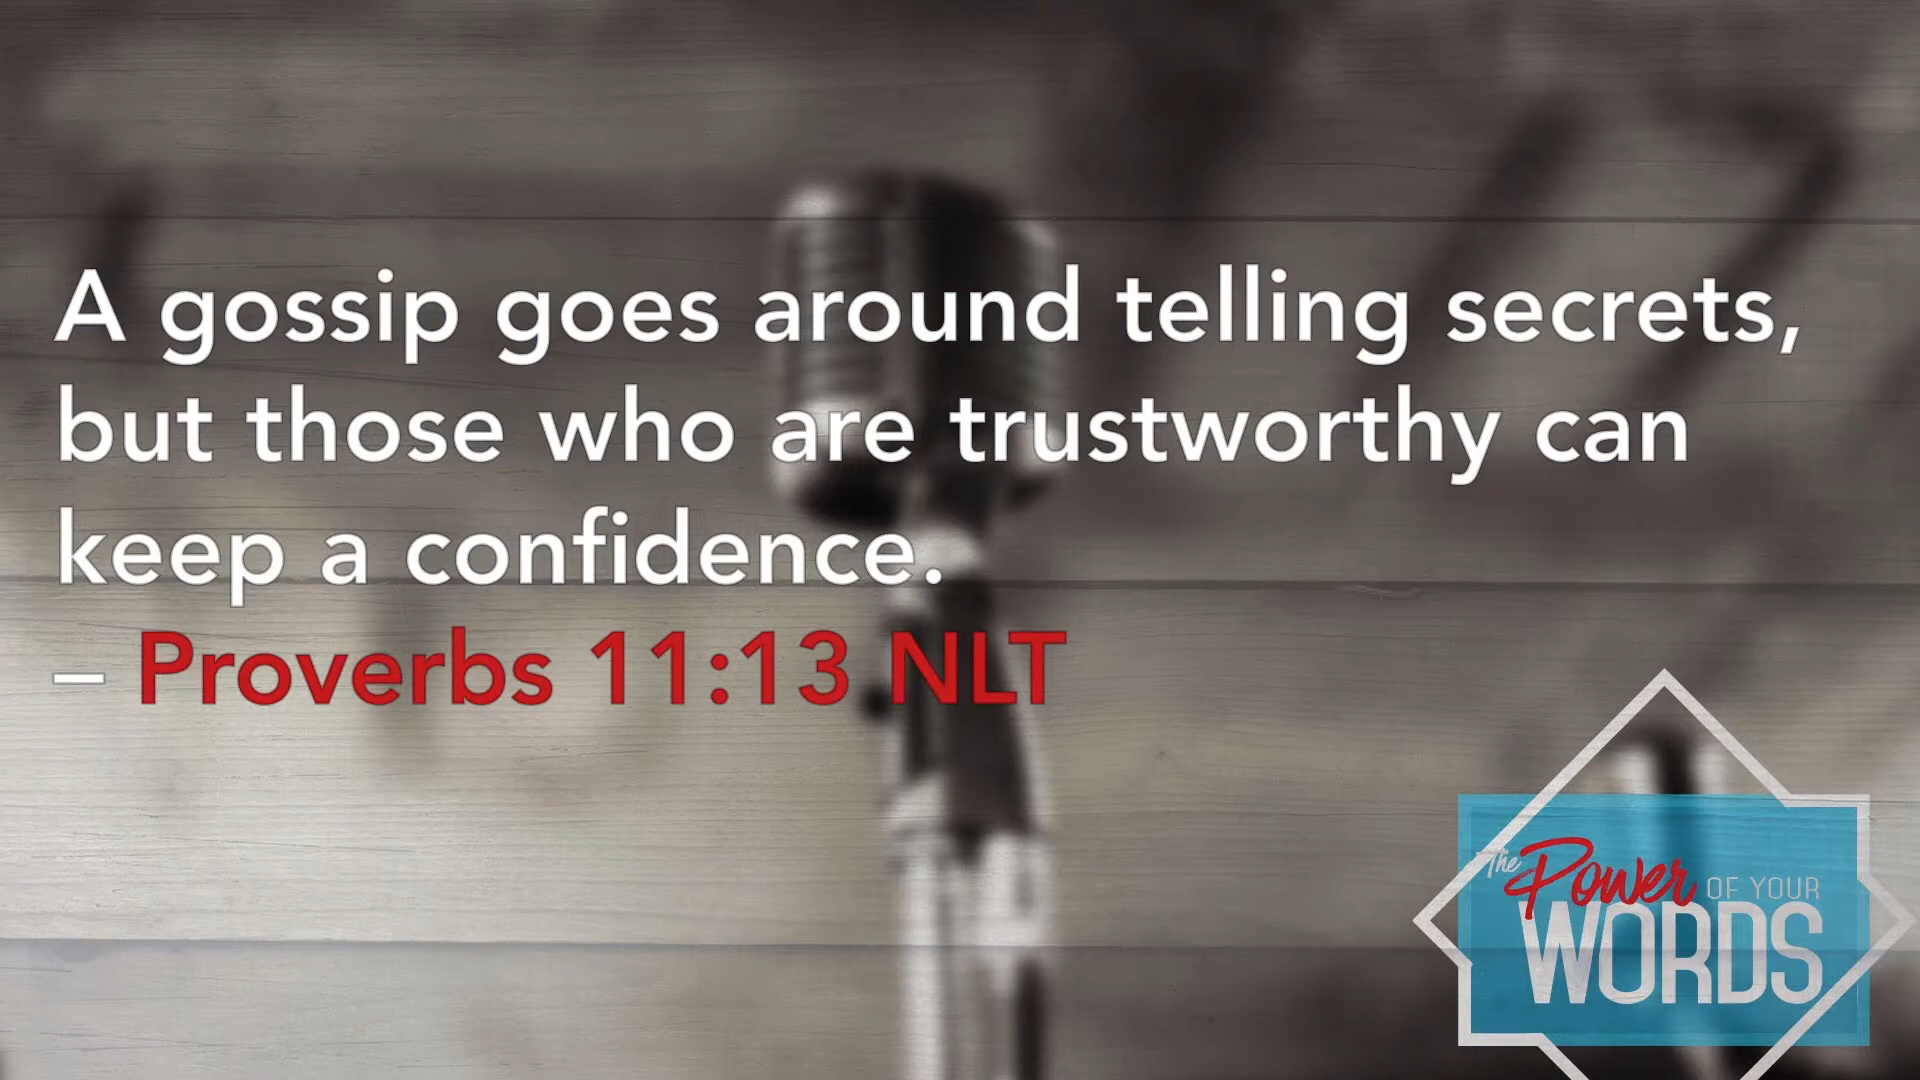 A gossip goes around telling secrets,
but those who are trustworthy can
keep a confidence.
– Proverbs 11:13 NLT
The Power OF YOUR
WORDS